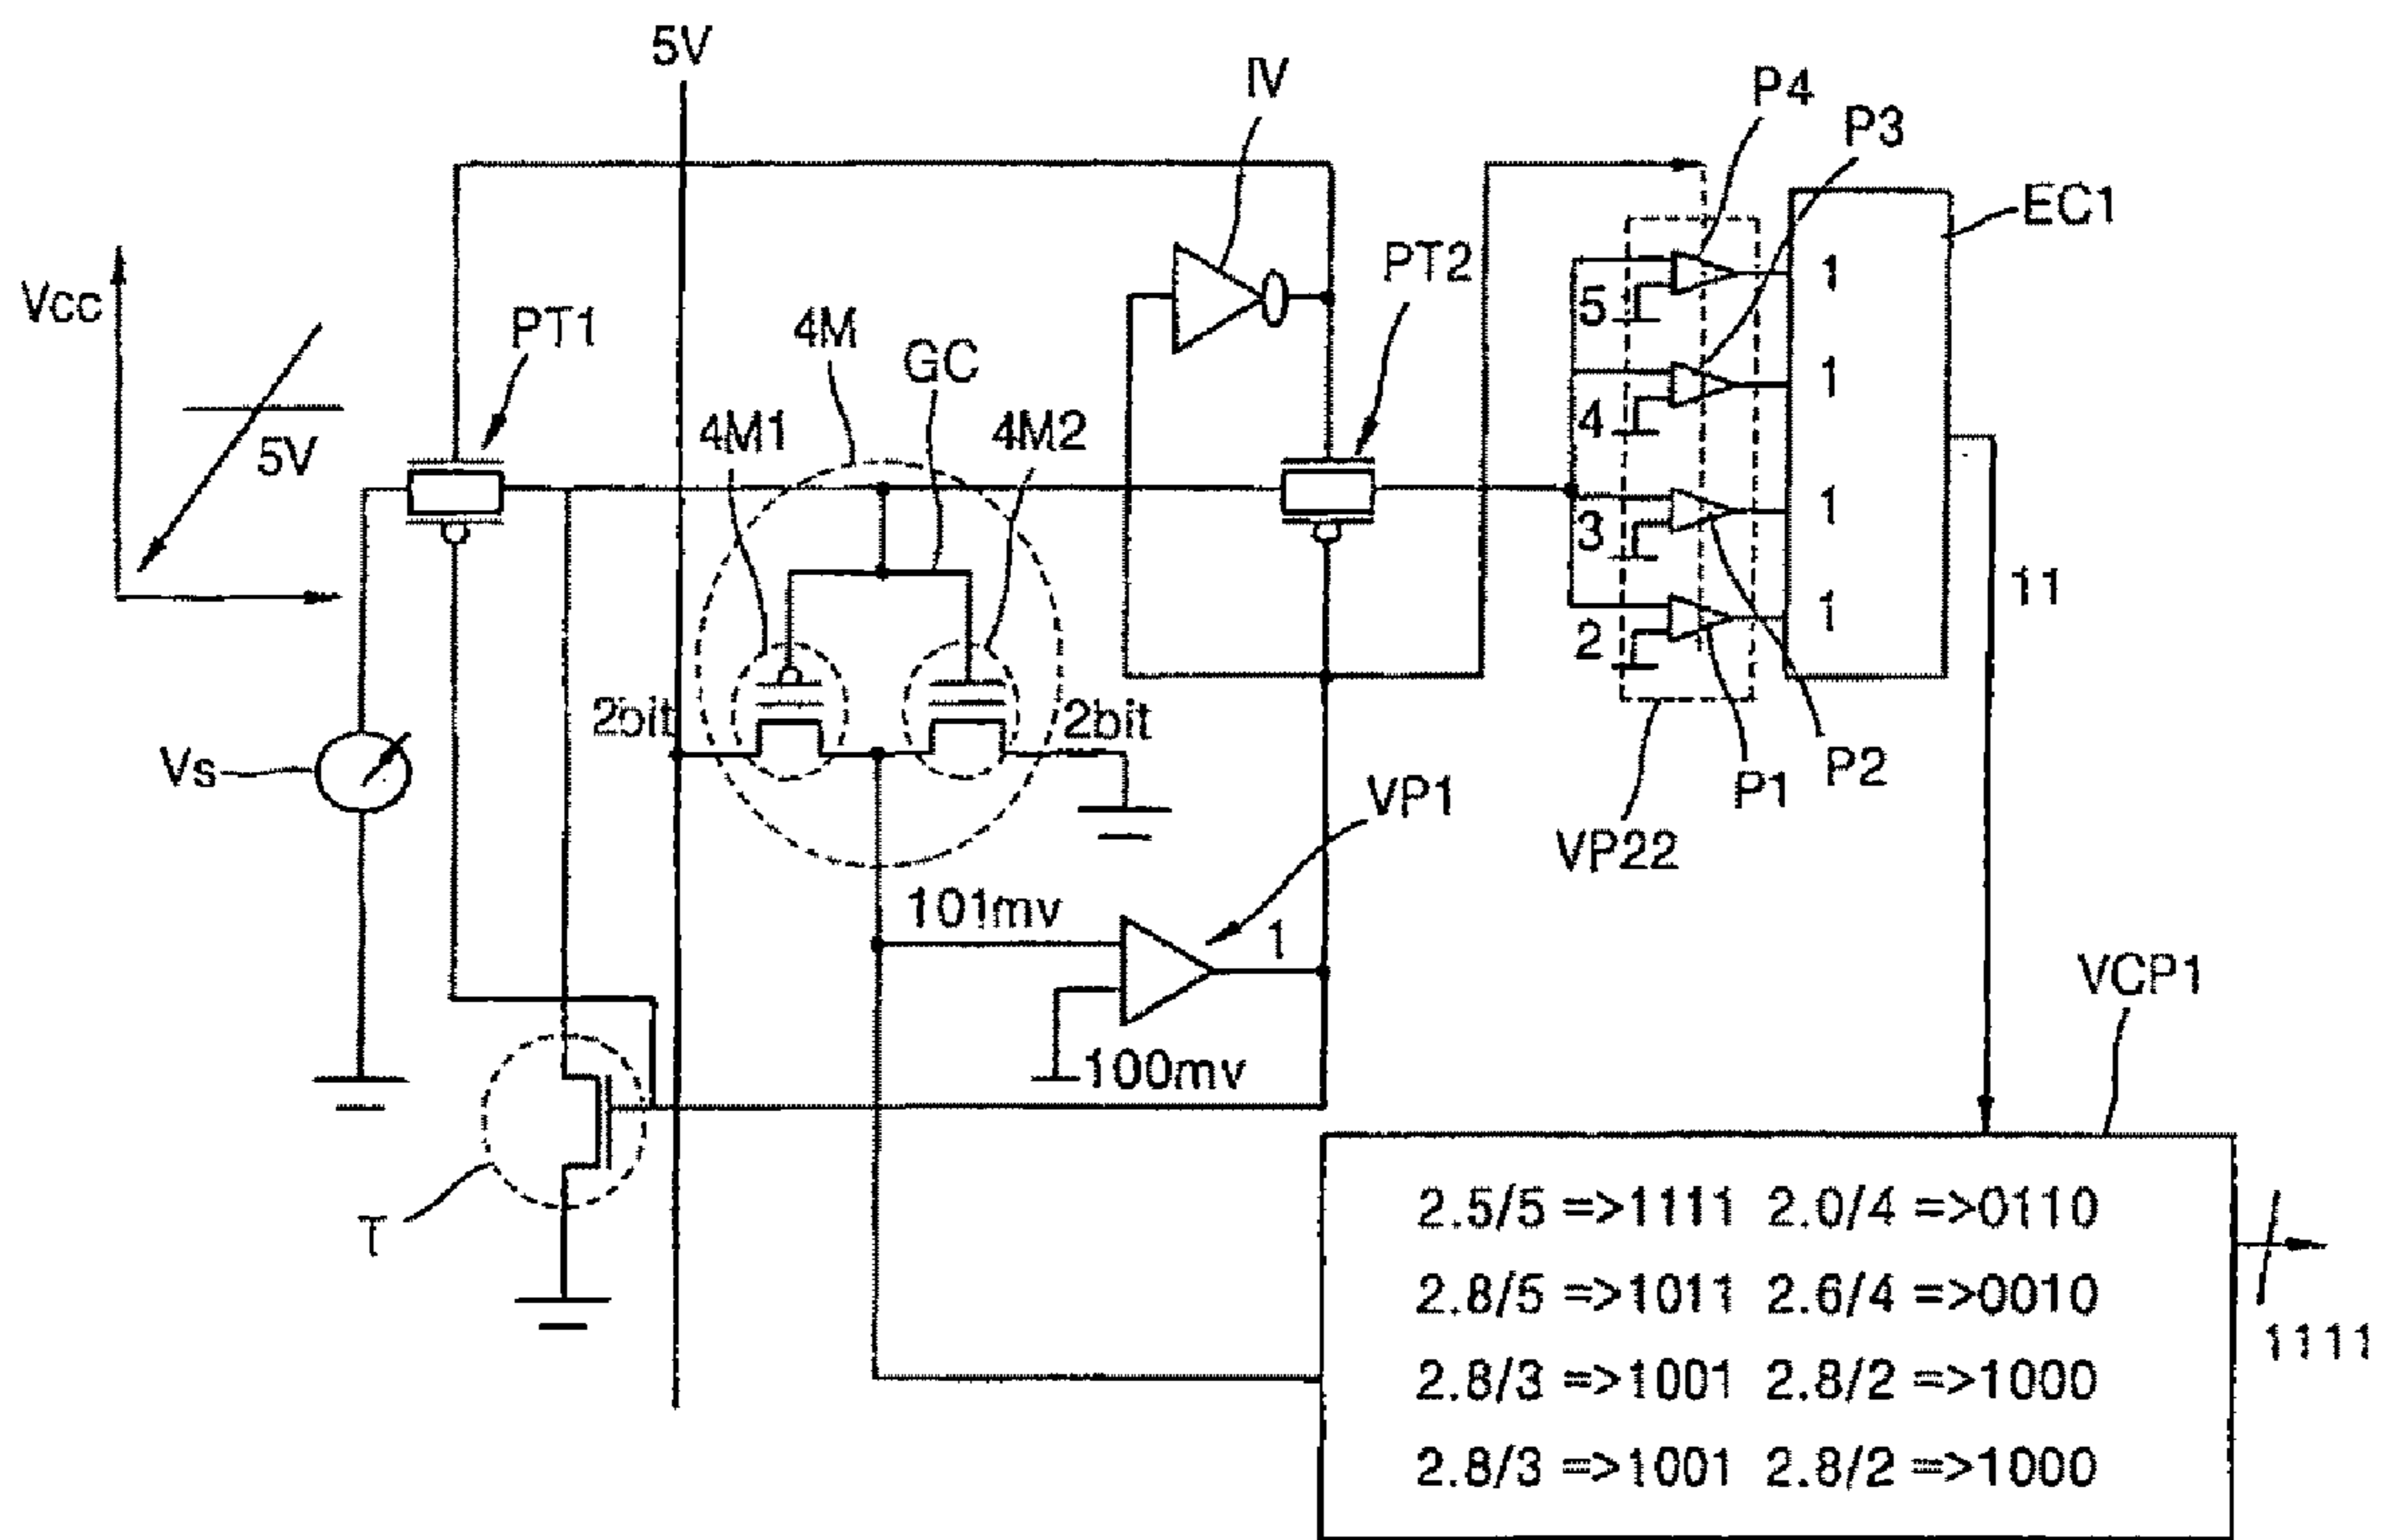 5V
IV
P4
P3
EC1
Vcc
PT1
4M
GC
PT2
5V
4M1
4M2
5
4
3
2
1
1
1
1
11
2bit
2bit
Vs
VP1
P1
P2
VP22
101mv
1
100mv
VCP1
T
2.5/5 =>1111 2.0/4 =>0110
2.8/5 =>1011 2.6/4 =>0010
2.8/3 =>1001 2.8/2 =>1000
2.8/3 =>1001 2.8/2 =>1000
1111